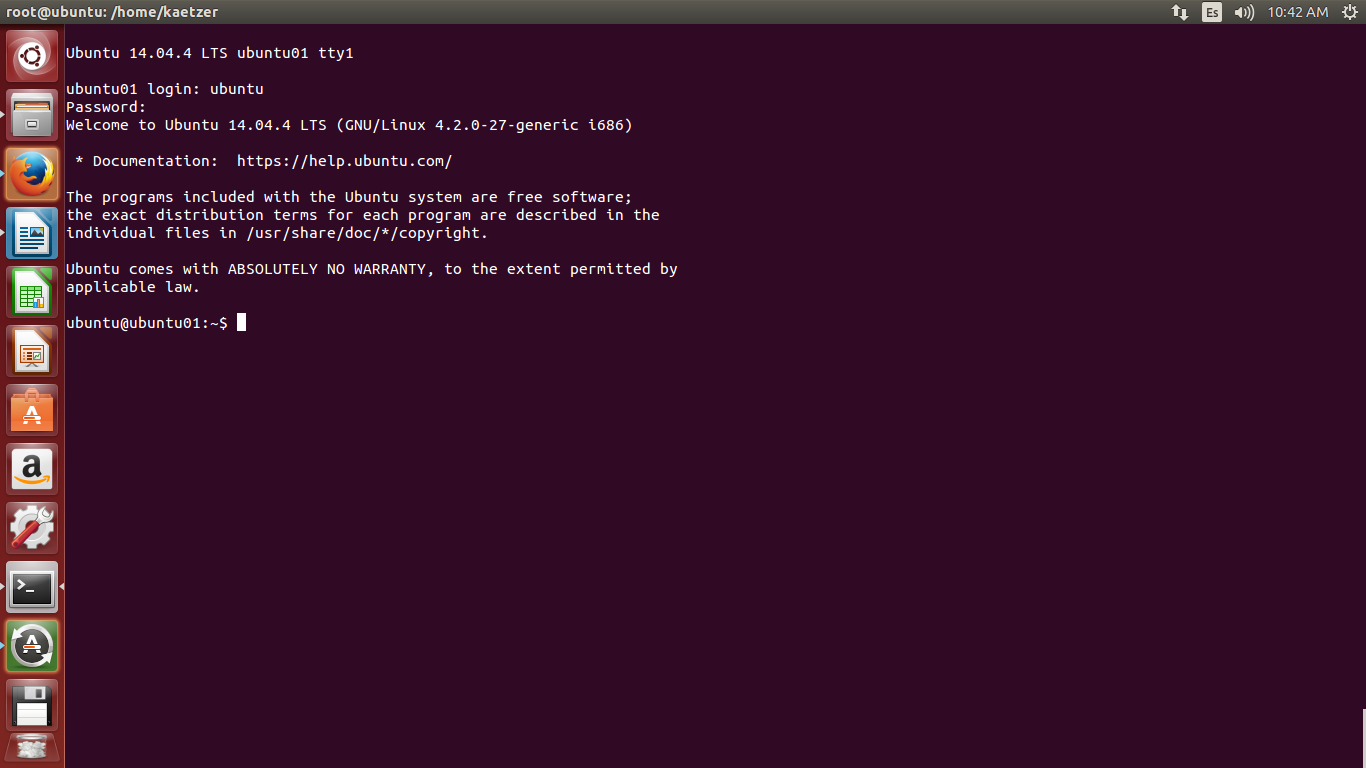 root@ubuntu: /home/kaetzer
Es
10:42 AM
Ubuntu 14.04.4 LTS ubuntu01 tty1
ubuntu01 login: ubuntu
Password:
Welcome to Ubuntu 14.04.4 LTS (GNU/Linux 4.2.0-27-generic i686)
* Documentation:  https://help.ubuntu.com/
The programs included with the Ubuntu system are free software;
the exact distribution terms for each program are described in the
individual files in /usr/share/doc/*/copyright.
Ubuntu comes with ABSOLUTELY NO WARRANTY, to the extent permitted by
applicable law.
ubuntu@ubuntu01:~$